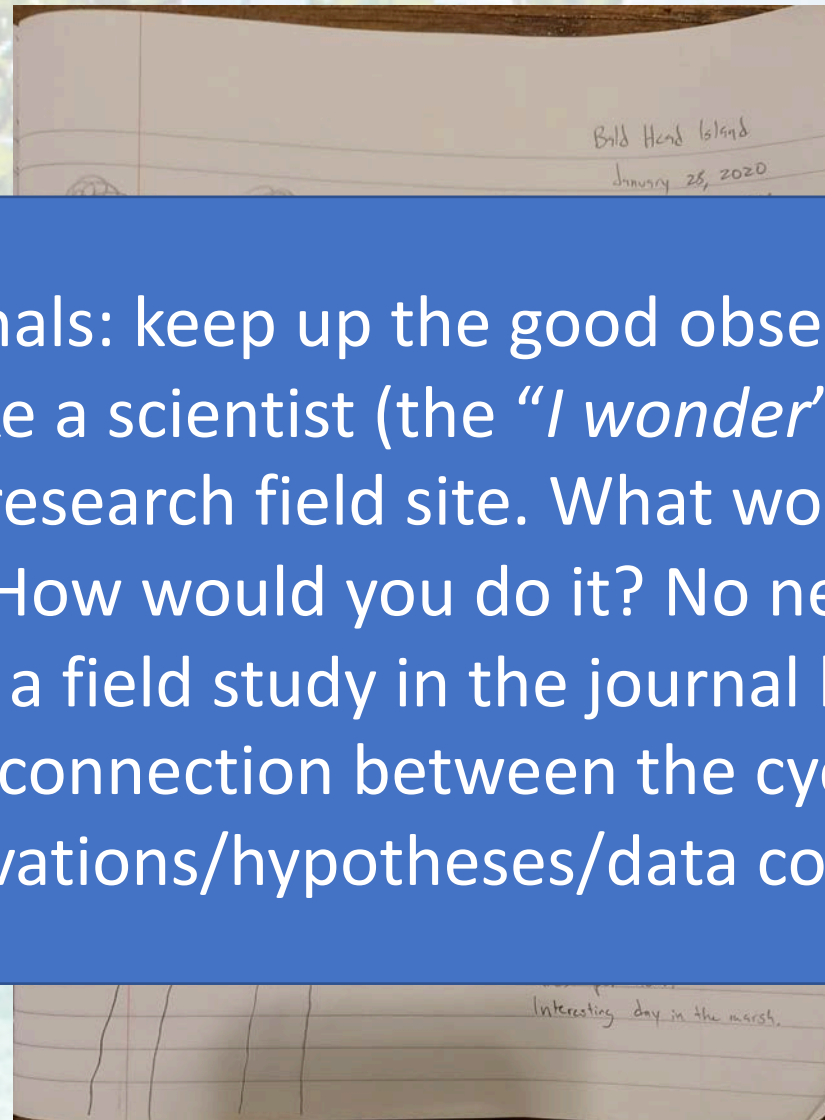 Bald Head Island
January 28, 2020
nals: keep up the good obse
e a scientist (the “I wonder”
research field site. What wo
How would you do it? No ne
a field study in the journal
connection between the cy
vations/hypotheses/data co
Interesting day in the marsh.